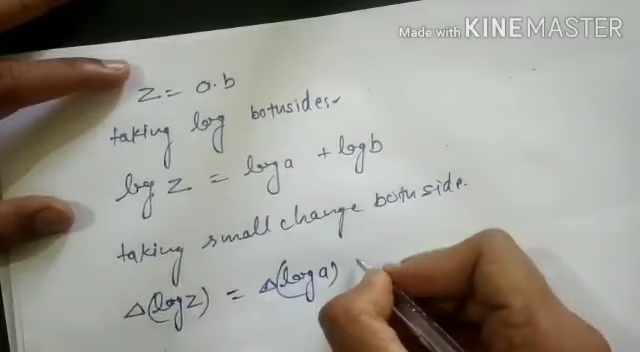 Made with KINEMASTER
z = a.b
taking log bothsides~
log z = log a + log b
taking small change both side.
Δ(log z) = Δ(log a)